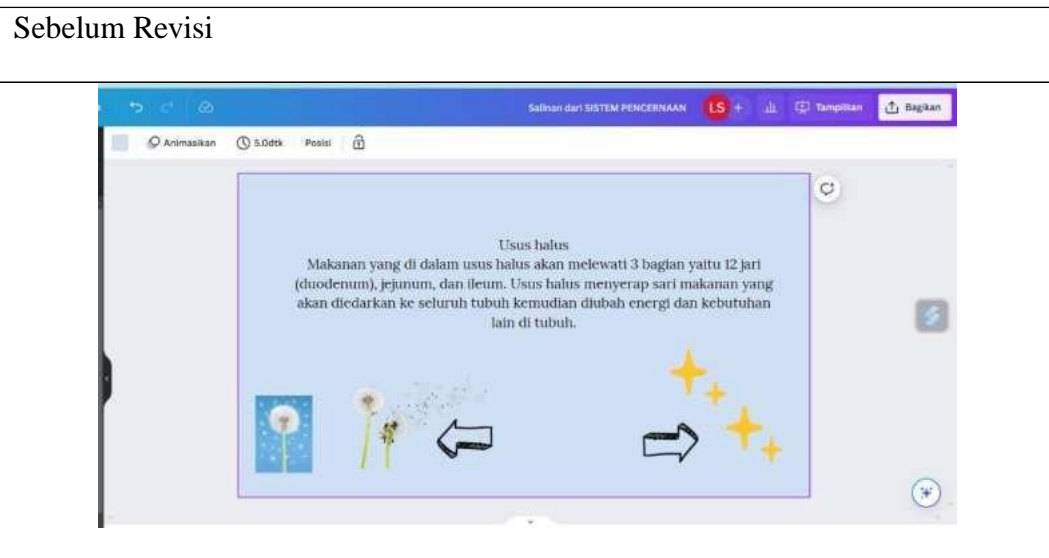 Sebelum Revisi
Salinan dari SISTEM PENCERNAAN LS + Tampilkan Bagikan
Animasikan 5.0dtk Posisi
Usus halus
Makanan yang di dalam usus halus akan melewati 3 bagian yaitu 12 jari
(duodenum), jejunum, dan ileum. Usus halus menyerap sari makanan yang
akan diedarkan ke seluruh tubuh kemudian diubah energi dan kebutuhan
lain di tubuh.